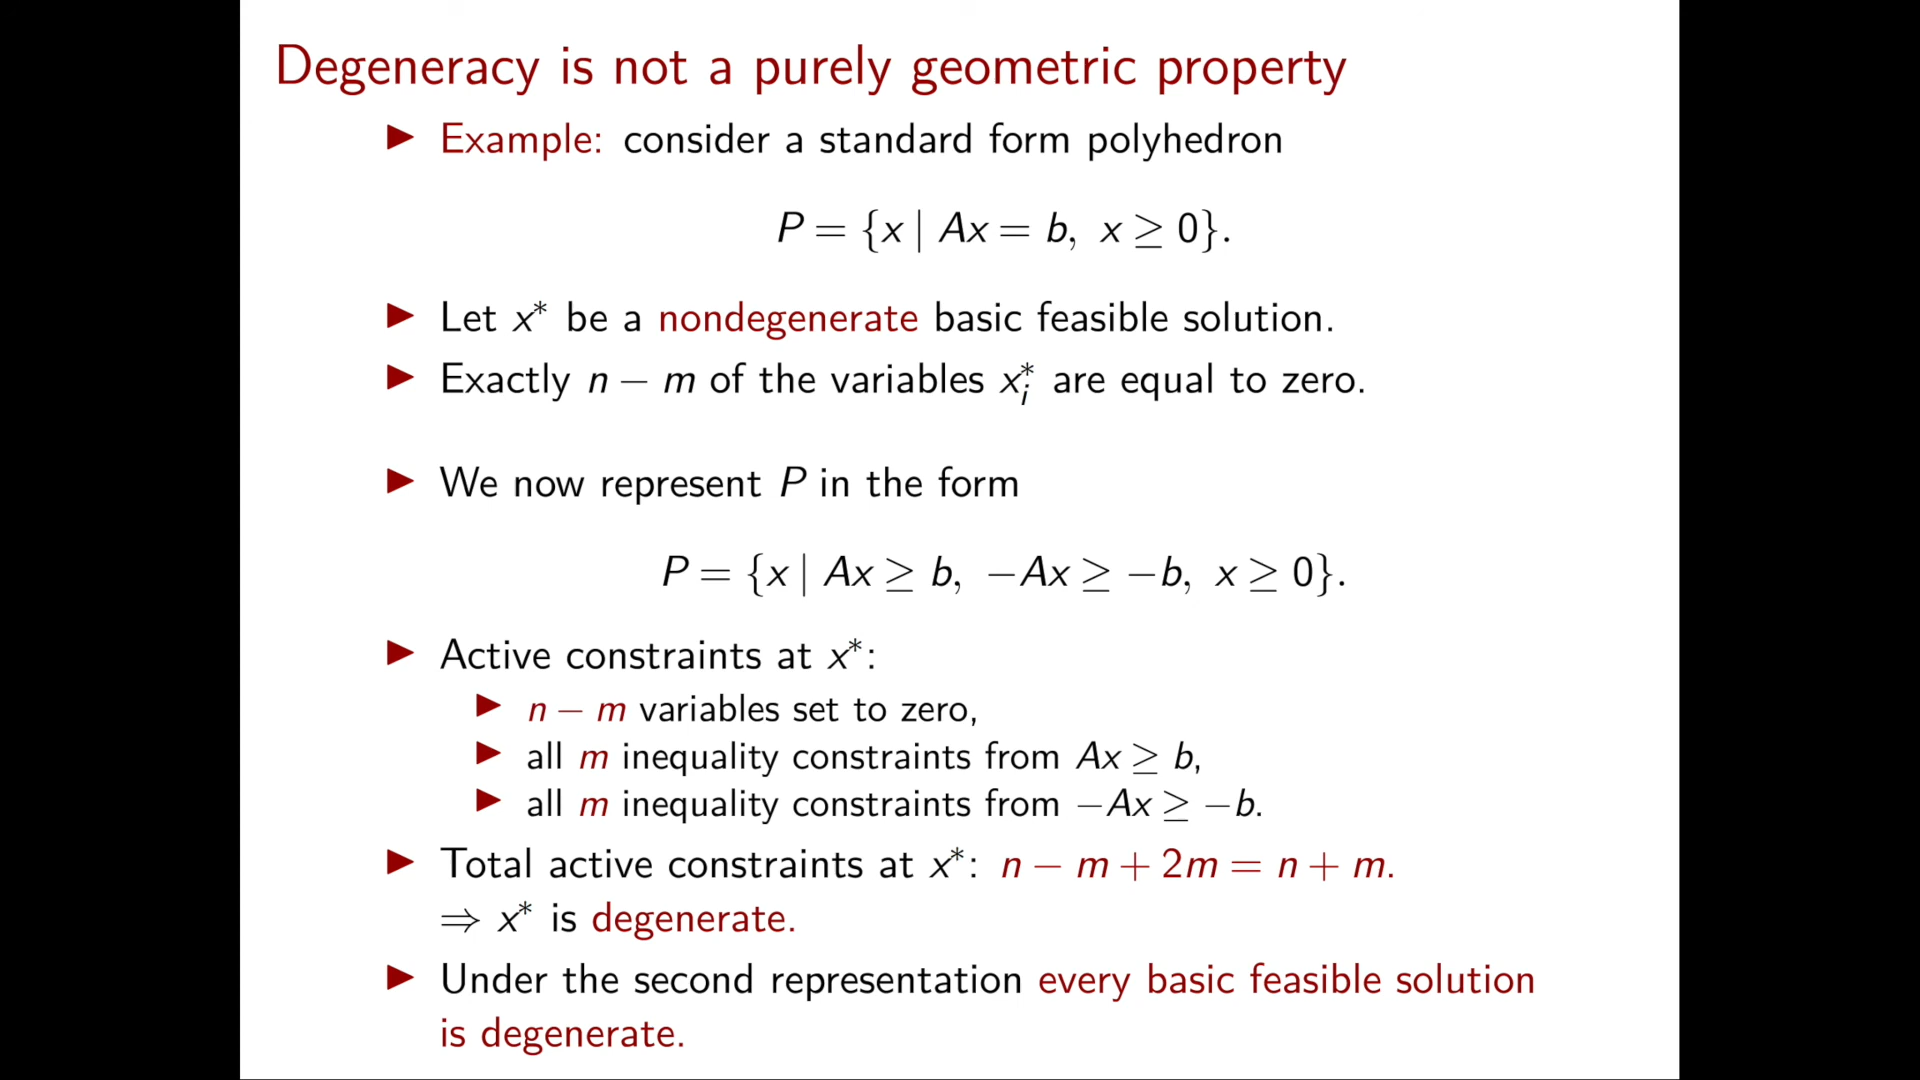 Degeneracy is not a purely geometric property
▶ Example: consider a standard form polyhedron
P = {x | Ax = b, x ≥ 0}.
▶ Let x* be a nondegenerate basic feasible solution.
▶ Exactly n − m of the variables xᵢ* are equal to zero.
▶ We now represent P in the form
P = {x | Ax ≥ b, −Ax ≥ −b, x ≥ 0}.
▶ Active constraints at x*:
▶ n − m variables set to zero,
▶ all m inequality constraints from Ax ≥ b,
▶ all m inequality constraints from −Ax ≥ −b.
▶ Total active constraints at x*: n − m + 2m = n + m.
⇒ x* is degenerate.
▶ Under the second representation every basic feasible solution
is degenerate.